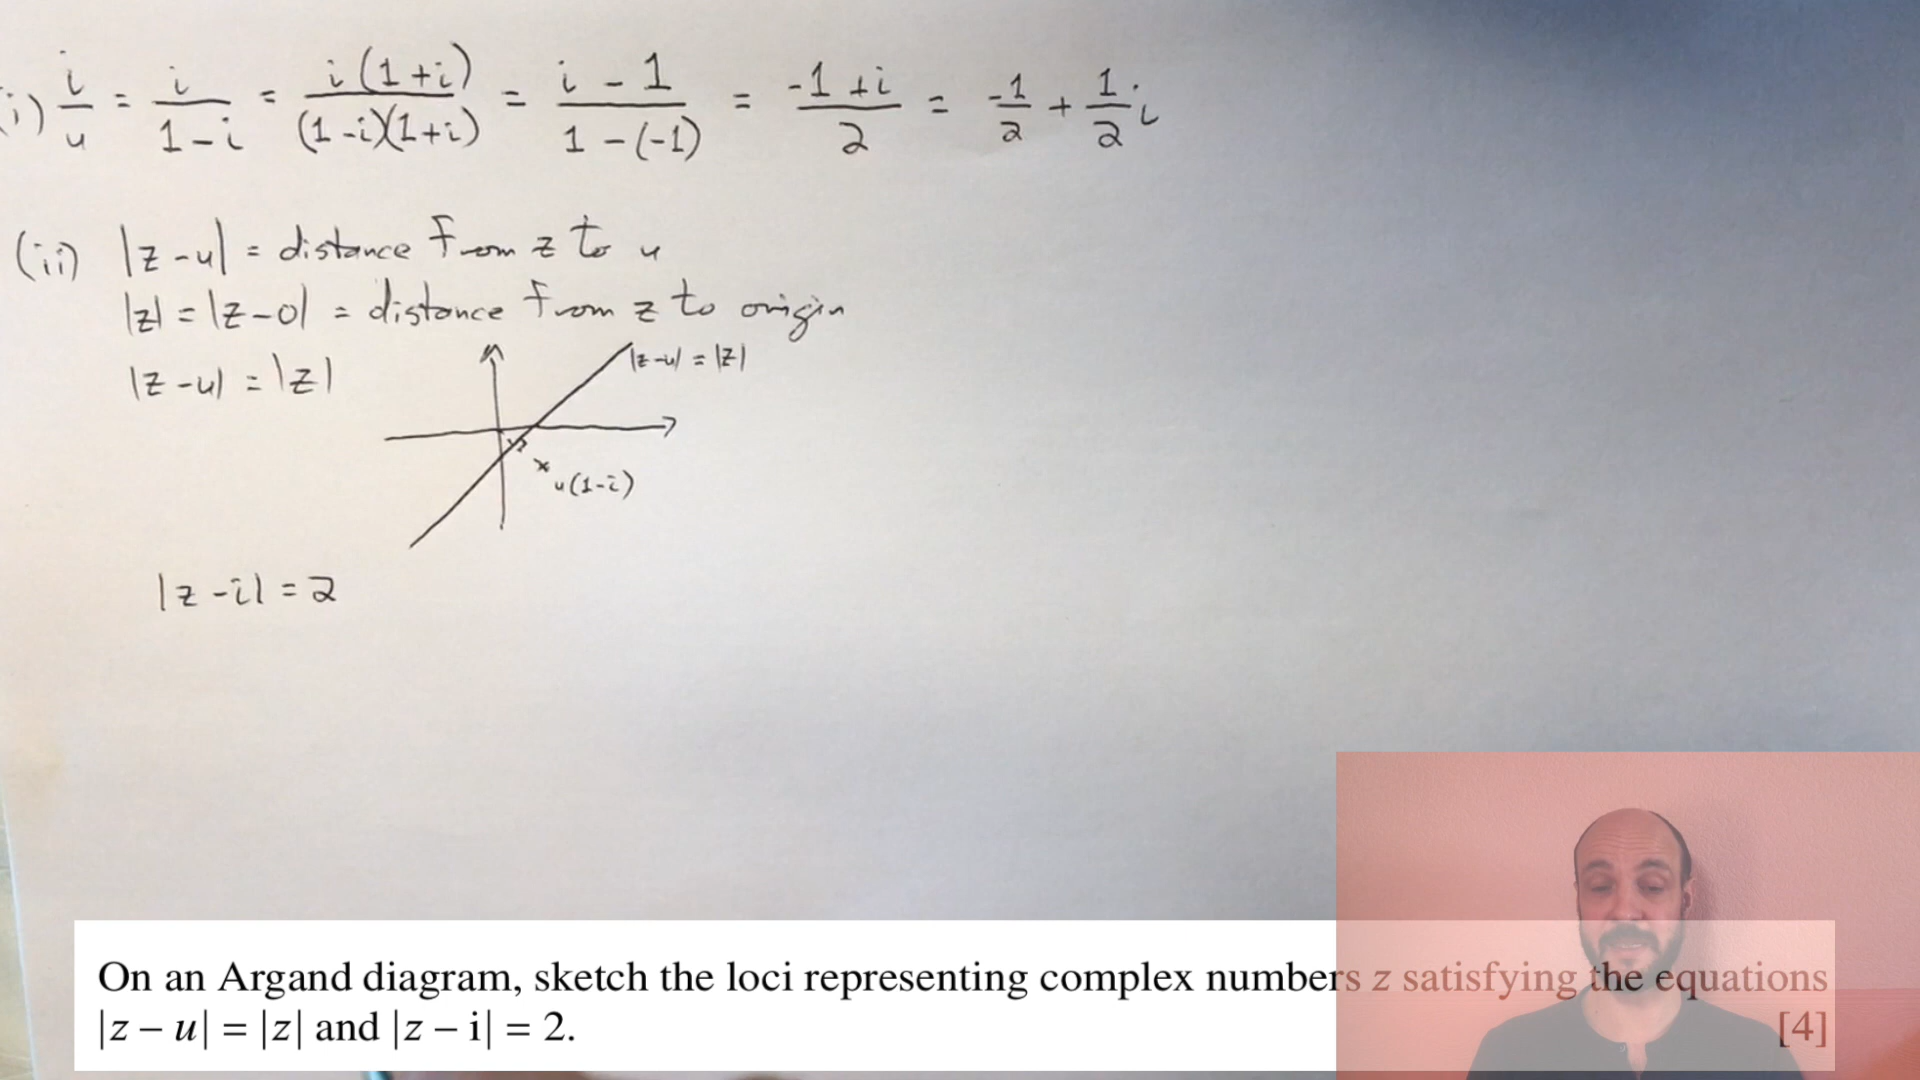 i) i/u = i/(1-i) = i(1+i)/((1-i)(1+i)) = (i-1)/(1-(-1)) = (-1+i)/2 = -1/2 + 1/2 i
(ii) |z-u| = distance from z to u
|z| = |z-0| = distance from z to origin
|z-u| = |z|
|z-u| = |z|
u(1-i)
|z-i| = 2
On an Argand diagram, sketch the loci representing complex numbers z satisfying the equations
|z − u| = |z| and |z − i| = 2. [4]